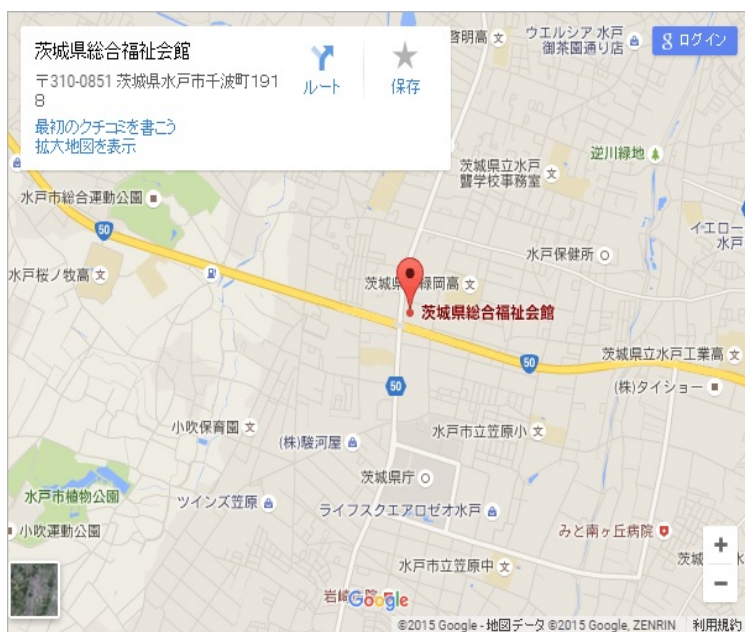 茨城県総合福祉会館
〒310-0851 茨城県水戸市千波町191
8
最初のクチコミを書こう
拡大地図を表示
ルート
保存
啓明高
ウエルシア 水戸
御茶園通り店
g ログイン
茨城県立水戸
聾学校事務室
逆川緑地
水戸市総合運動公園
50
水戸保健所
イエロー
水戸
水戸桜ノ牧高
茨城県
緑岡高
茨城県総合福祉会館
茨城県立水戸工業高
50
(株)タイショー
50
小吹保育園
(株)駿河屋
水戸市立笠原小
茨城県庁
水戸市植物公園
ツインズ笠原
ライフスクエアロゼオ水戸
小吹運動公園
みと南ヶ丘病院
+
水戸市立笠原中
茨城
−
岩崎
院
Google
©2015 Google - 地図データ ©2015 Google, ZENRIN
利用規約